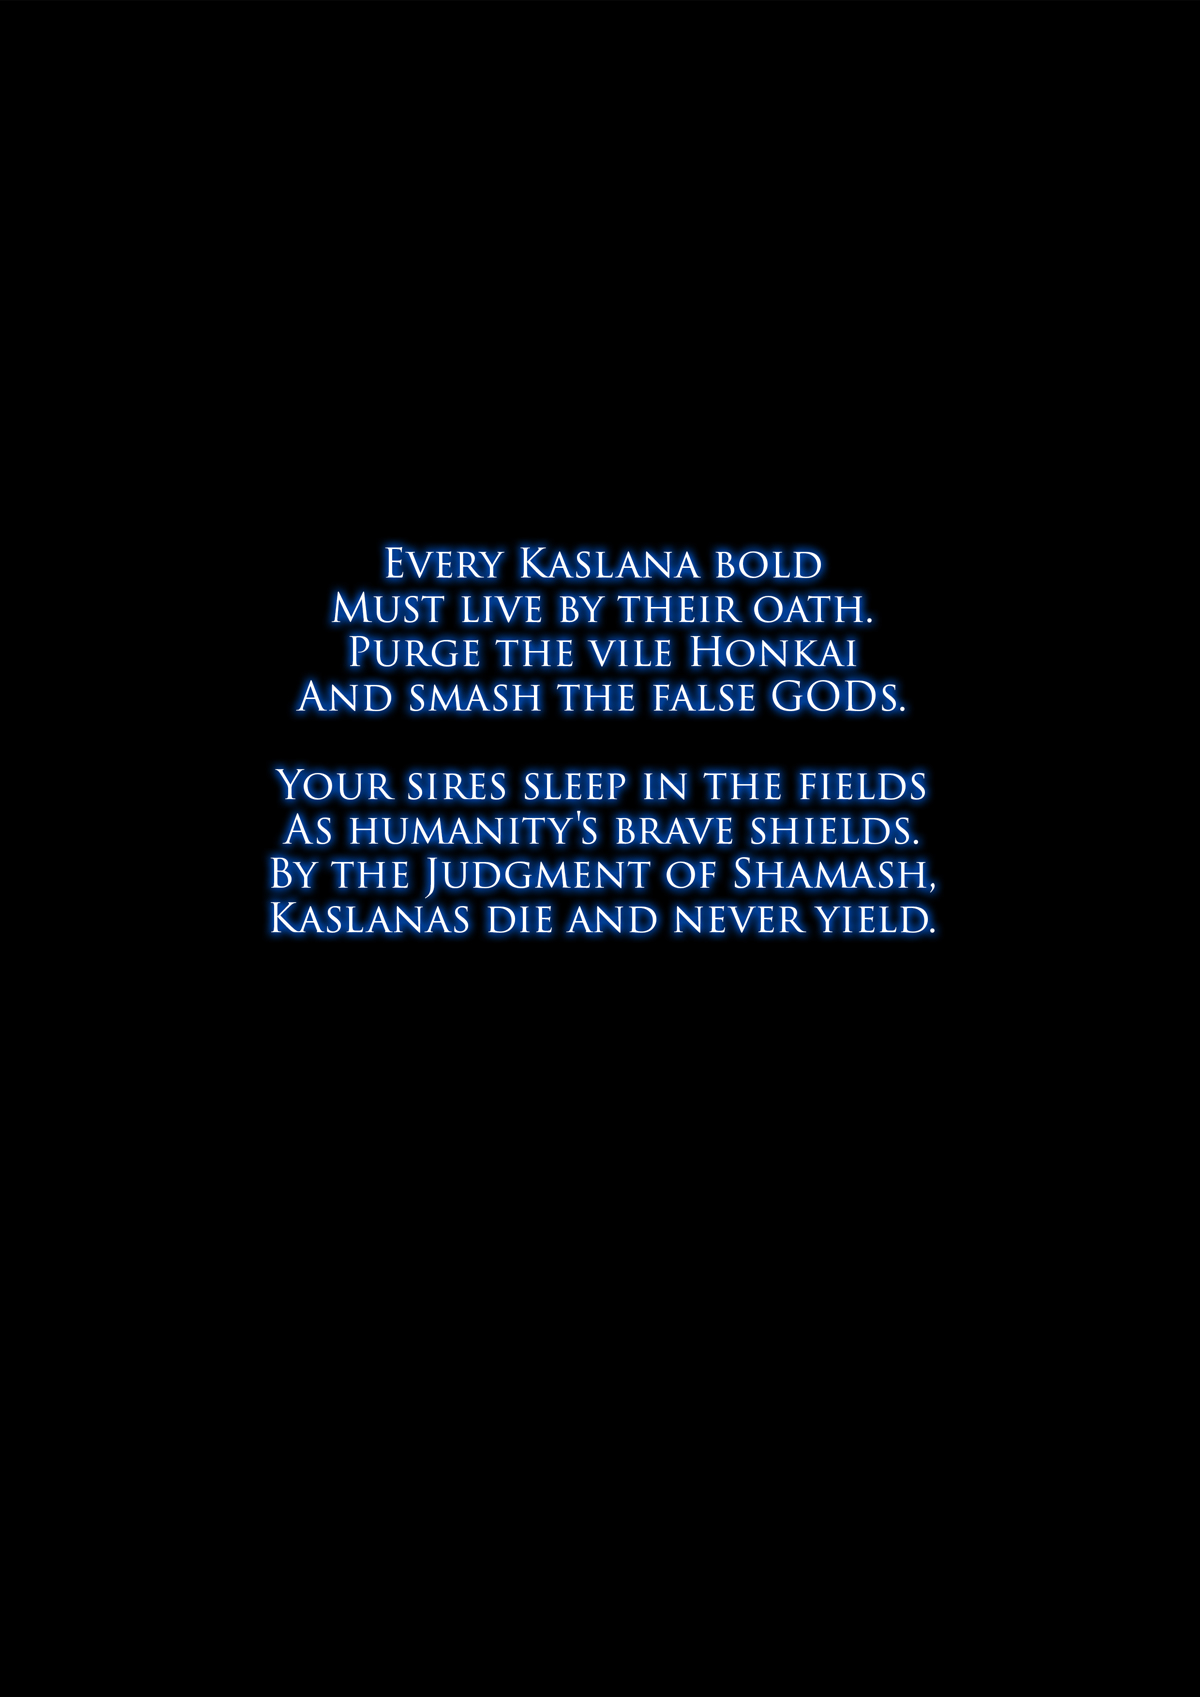 Every Kaslana bold
Must live by their oath.
Purge the vile Honkai
And smash the false GODs.
Your sires sleep in the fields
As humanity's brave shields.
By the Judgment of Shamash,
Kaslanas die and never yield.